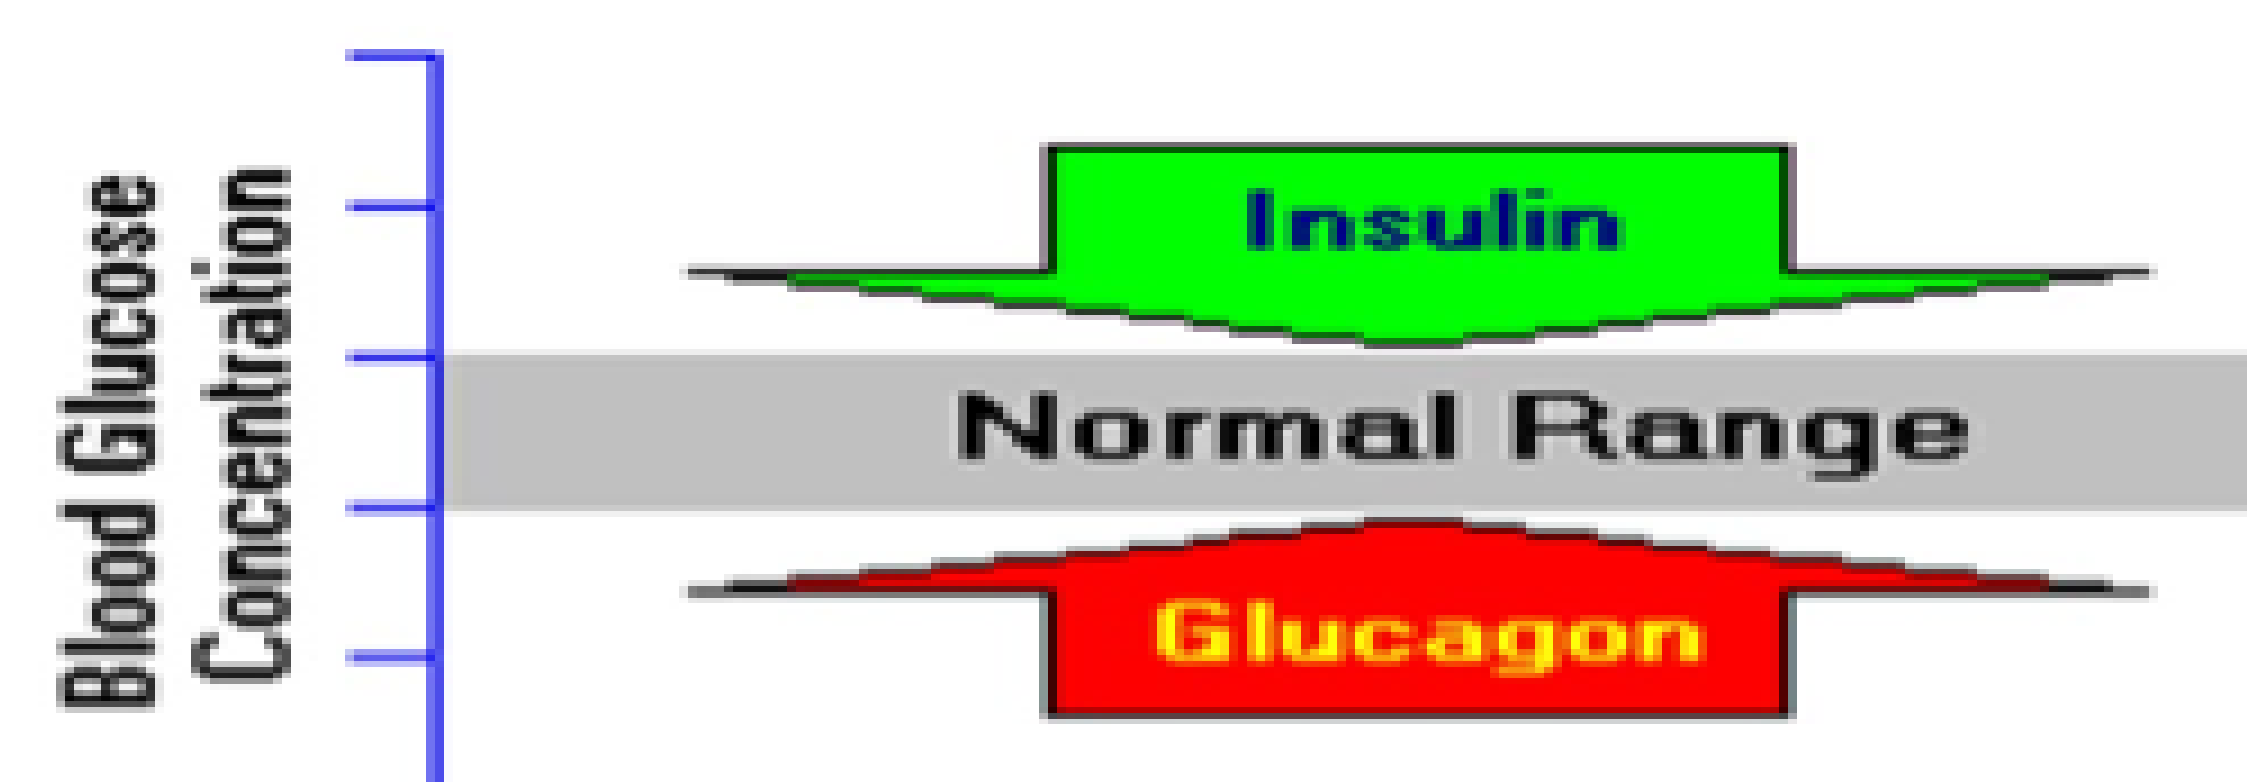 Blood Glucose
Concentration
Insulin
Normal Range
Glucagon